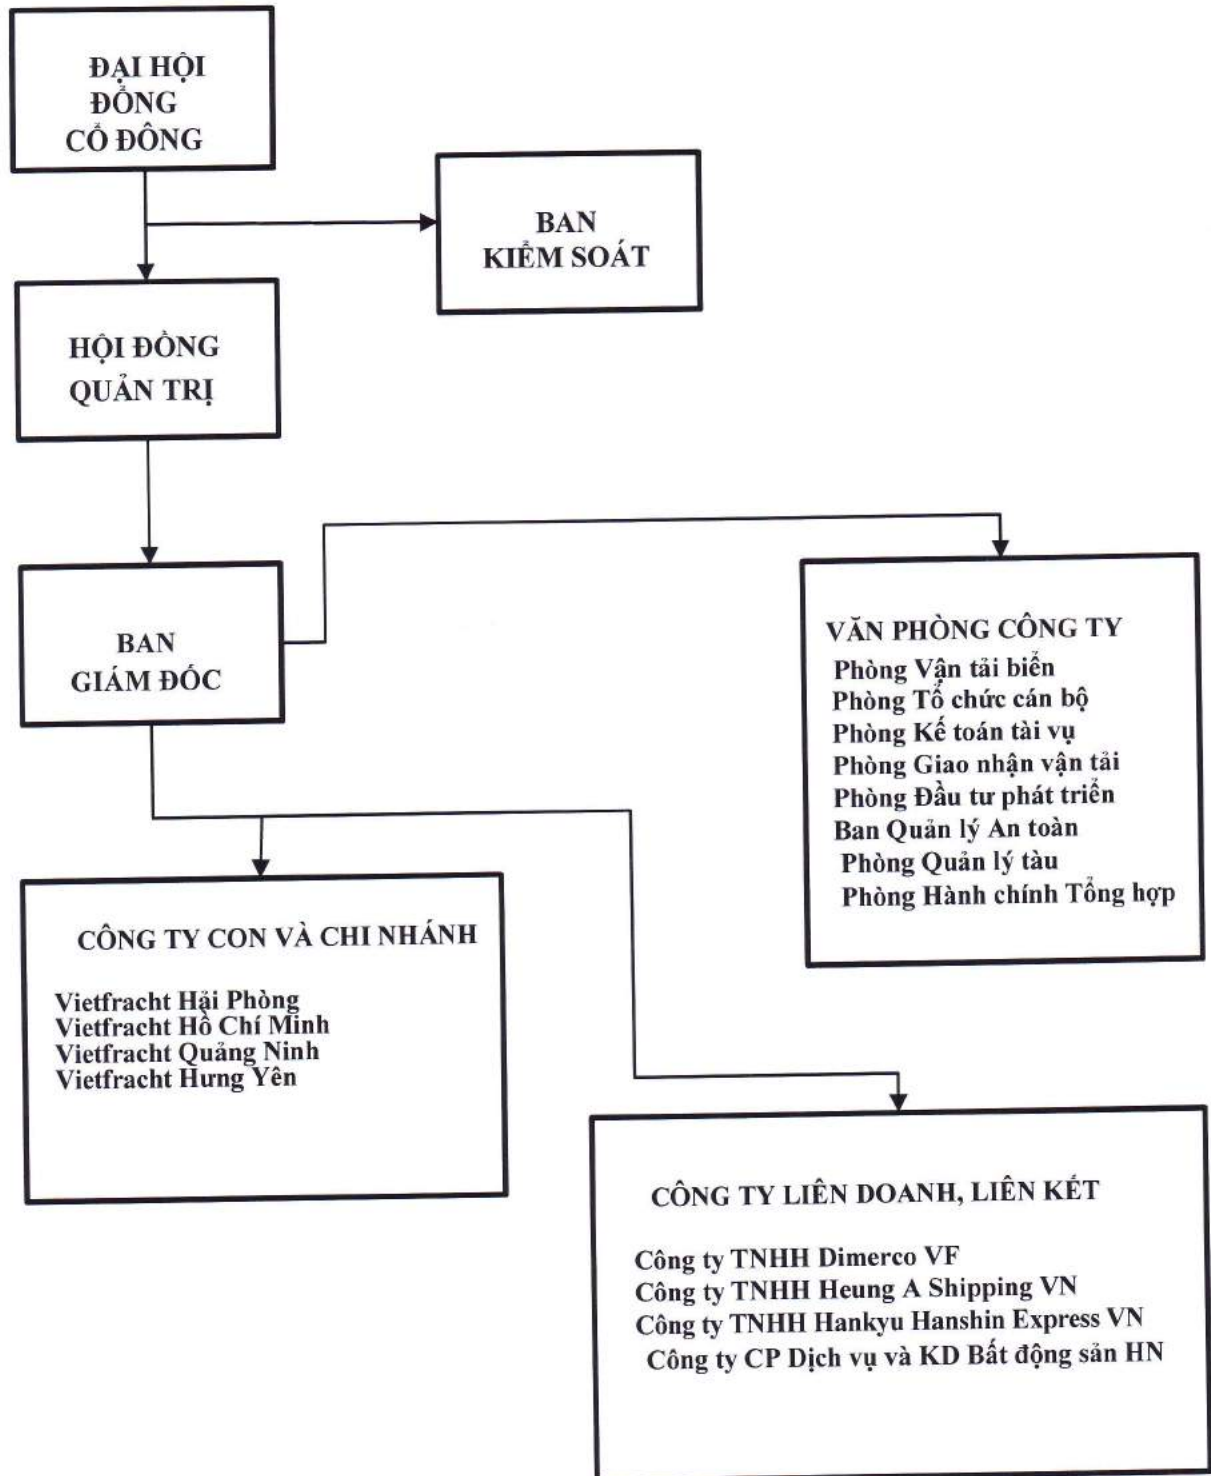 ĐẠI HỘI
ĐỒNG
CỔ ĐÔNG
BAN
KIỂM SOÁT
HỘI ĐỒNG
QUẢN TRỊ
BAN
GIÁM ĐỐC
VĂN PHÒNG CÔNG TY
Phòng Vận tải biển
Phòng Tổ chức cán bộ
Phòng Kế toán tài vụ
Phòng Giao nhận vận tải
Phòng Đầu tư phát triển
Ban Quản lý An toàn
Phòng Quản lý tàu
Phòng Hành chính Tổng hợp
CÔNG TY CON VÀ CHI NHÁNH
Vietfracht Hải Phòng
Vietfracht Hồ Chí Minh
Vietfracht Quảng Ninh
Vietfracht Hưng Yên
CÔNG TY LIÊN DOANH, LIÊN KẾT
Công ty TNHH Dimerco VF
Công ty TNHH Heung A Shipping VN
Công ty TNHH Hankyu Hanshin Express VN
Công ty CP Dịch vụ và KD Bất động sản HN